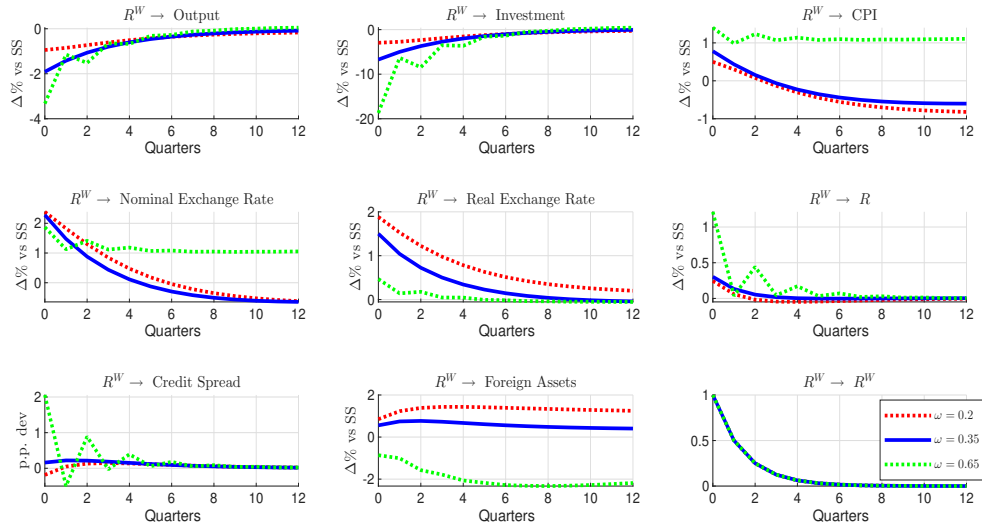 R^W → Output
Δ% vs SS
0
-2
-4
0 2 4 6 8 10 12
Quarters
R^W → Investment
Δ% vs SS
0
-10
-20
0 2 4 6 8 10 12
Quarters
R^W → CPI
Δ% vs SS
1
0
-1
0 2 4 6 8 10 12
Quarters
R^W → Nominal Exchange Rate
Δ% vs SS
2
1
0
0 2 4 6 8 10 12
Quarters
R^W → Real Exchange Rate
Δ% vs SS
2
1
0
0 2 4 6 8 10 12
Quarters
R^W → R
Δ% vs SS
1
0.5
0
0 2 4 6 8 10 12
Quarters
R^W → Credit Spread
p.p. dev
2
1
0
0 2 4 6 8 10 12
Quarters
R^W → Foreign Assets
Δ% vs SS
2
0
-2
0 2 4 6 8 10 12
Quarters
R^W → R^W
1
0.5
0
0 2 4 6 8 10 12
Quarters
ω = 0.2
ω = 0.35
ω = 0.65